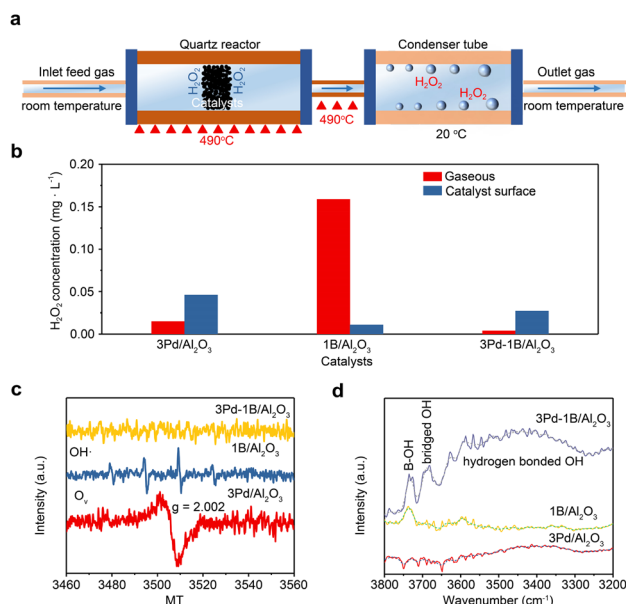 a
Quartz reactor
Condenser tube
Inlet feed gas
H₂O₂
H₂O₂
Catalysts
H₂O₂
H₂O₂
Outlet gas
room temperature
room temperature
490°C
490°C
20 °C
b
H₂O₂ concentration (mg · L⁻¹)
0.20
0.15
0.10
0.05
0.00
Gaseous
Catalyst surface
3Pd/Al₂O₃
1B/Al₂O₃
3Pd-1B/Al₂O₃
Catalysts
c
Intensity (a.u.)
3Pd-1B/Al₂O₃
OH·
1B/Al₂O₃
Oᵥ
3Pd/Al₂O₃
g = 2.002
3460
3480
3500
3520
3540
3560
MT
d
Intensity (a.u.)
B-OH
bridged OH
3Pd-1B/Al₂O₃
hydrogen bonded OH
1B/Al₂O₃
3Pd/Al₂O₃
3800
3700
3600
3500
3400
3300
3200
Wavenumber (cm⁻¹)